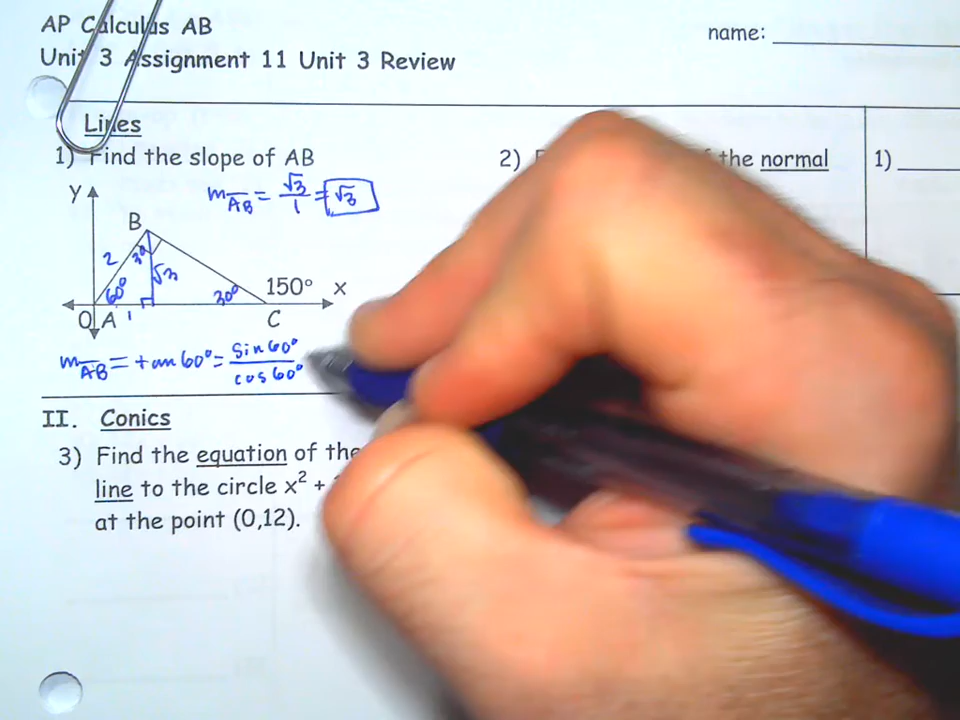 AP Calculus AB
name:
Unit 3 Assignment 11 Unit 3 Review
Lines
1) Find the slope of AB
m_AB = √3/1 = √3
Y
B
2
30°
√3
60°
30°
150°
x
O A
1
C
m_AB = tan 60° = sin 60°/cos 60°
2)
the normal
1)
II. Conics
3) Find the equation of the
line to the circle x² +
at the point (0,12).